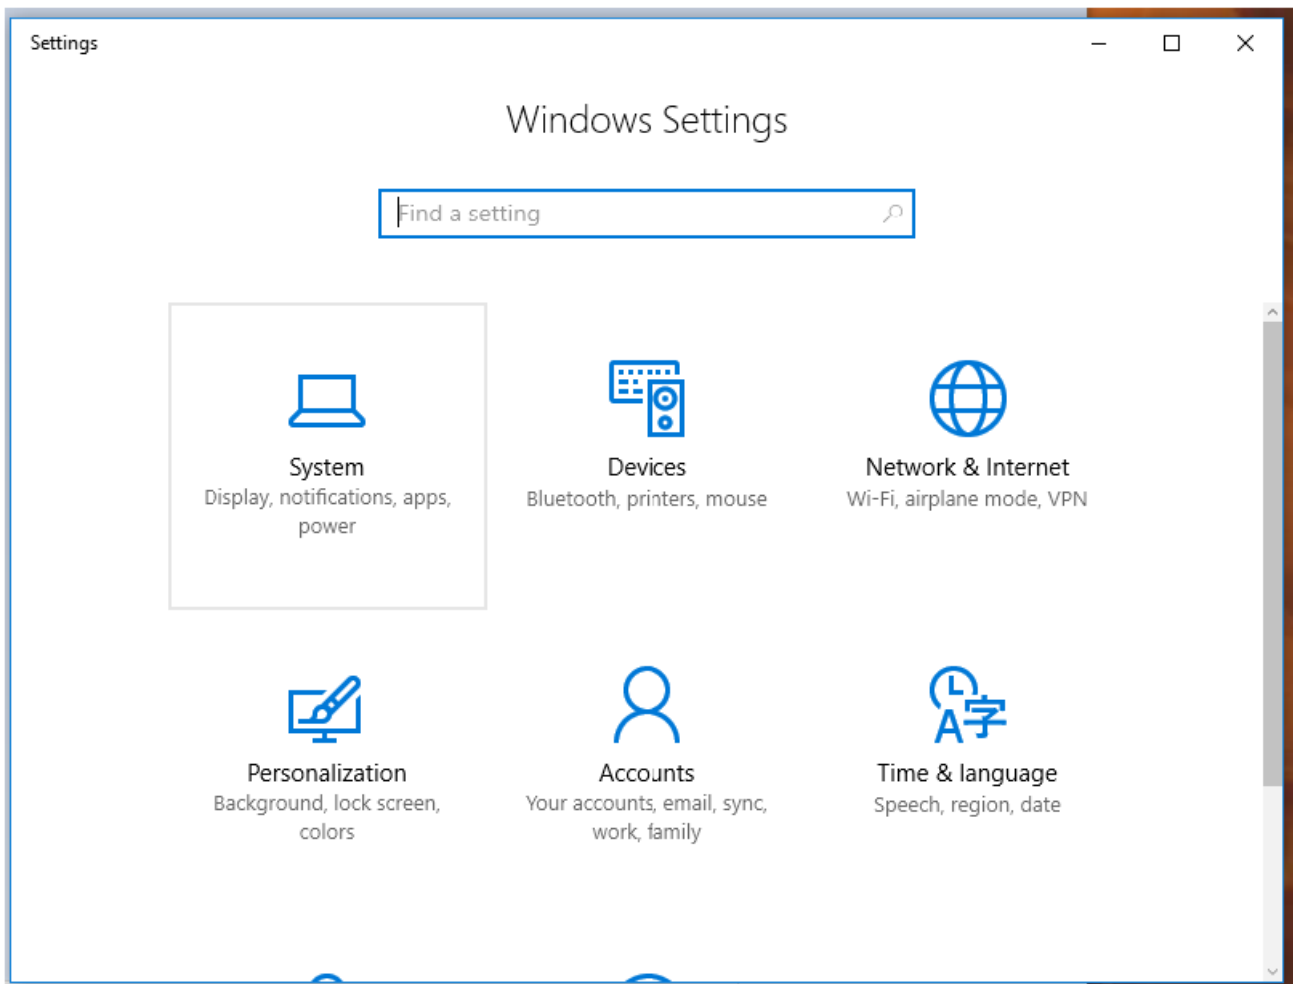 Settings
Windows Settings
Find a setting
System
Display, notifications, apps,
power
Devices
Bluetooth, printers, mouse
Network & Internet
Wi-Fi, airplane mode, VPN
Personalization
Background, lock screen,
colors
Accounts
Your accounts, email, sync,
work, family
A字
Time & language
Speech, region, date